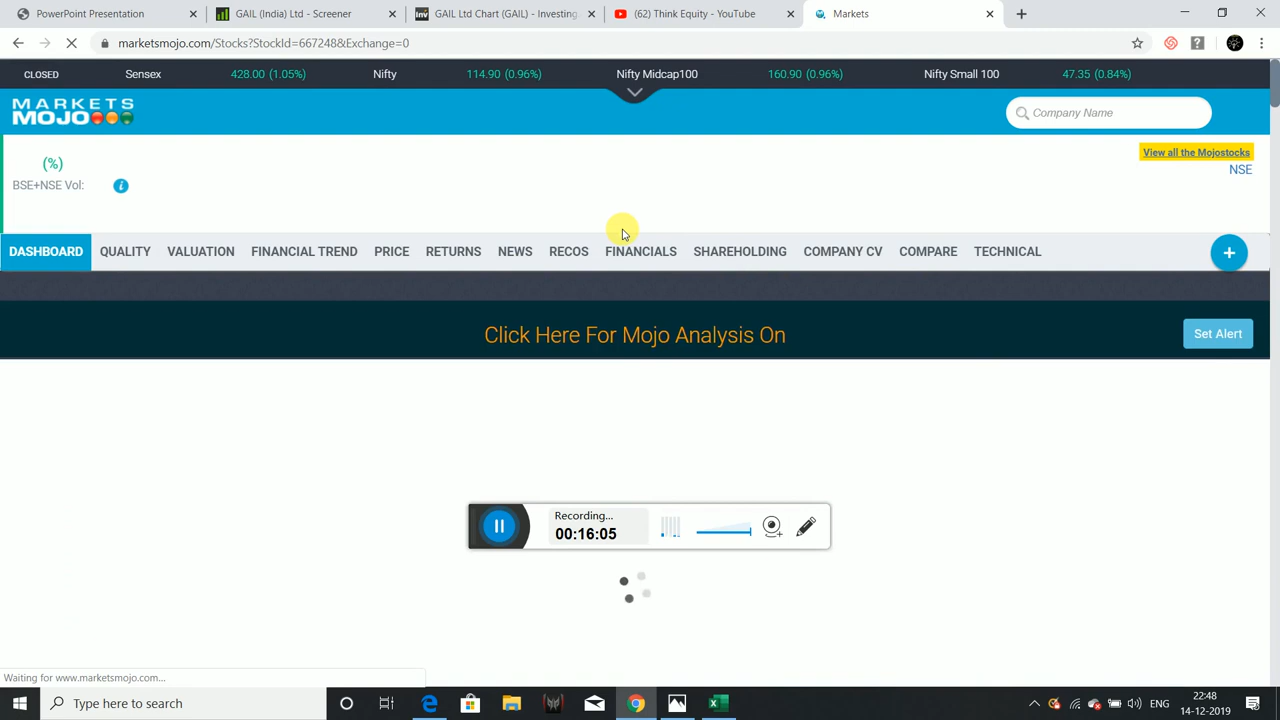 PowerPoint Presentation
GAIL (India) Ltd - Screener
GAIL Ltd Chart (GAIL) - Investing
(62) Think Equity - YouTube
Markets
marketsmojo.com/Stocks?StockId=667248&Exchange=0
CLOSED Sensex 428.00 (1.05%) Nifty 114.90 (0.96%) Nifty Midcap100 160.90 (0.96%) Nifty Small 100 47.35 (0.84%)
MARKETS
MOJO
Company Name
(%)
BSE+NSE Vol: i
View all the Mojostocks
NSE
DASHBOARD QUALITY VALUATION FINANCIAL TREND PRICE RETURNS NEWS RECOS FINANCIALS SHAREHOLDING COMPANY CV COMPARE TECHNICAL +
Click Here For Mojo Analysis On
Set Alert
Recording...
00:16:05
Waiting for www.marketsmojo.com...
Type here to search
ENG
22:48
14-12-2019